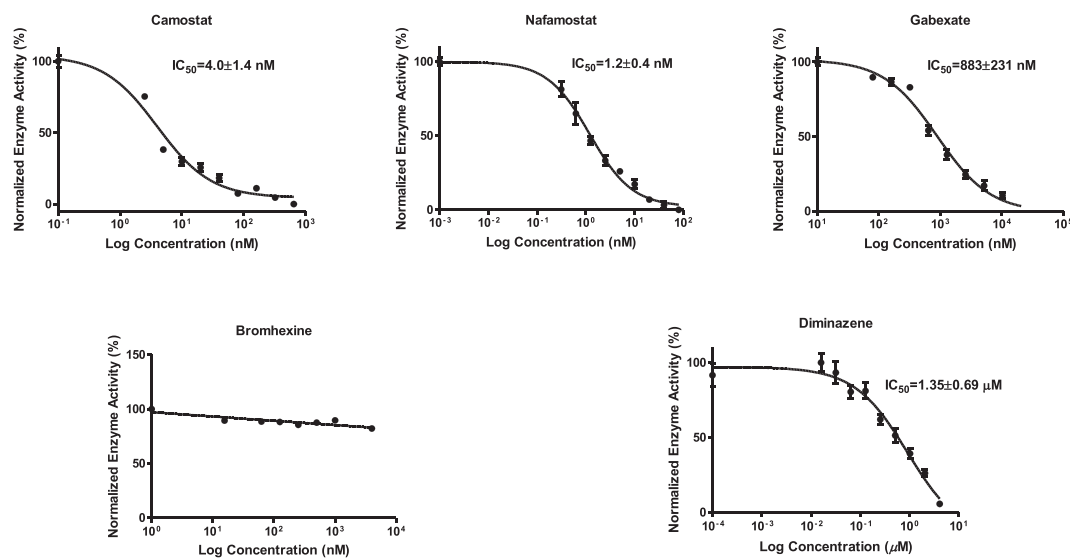 Camostat
Normalized Enzyme Activity (%)
100
50
0
IC50=4.0±1.4 nM
10-1 100 101 102 103
Log Concentration (nM)
Nafamostat
Normalized Enzyme Activity (%)
100
50
0
IC50=1.2±0.4 nM
10-3 10-2 10-1 100 101 102
Log Concentration (nM)
Gabexate
Normalized Enzyme Activity (%)
100
50
0
IC50=883±231 nM
101 102 103 104 105
Log Concentration (nM)
Bromhexine
Normalized Enzyme Activity (%)
150
100
50
0
100 101 102 103 104
Log Concentration (nM)
Diminazene
Normalized Enzyme Activity (%)
100
50
0
IC50=1.35±0.69 μM
10-4 10-3 10-2 10-1 100 101
Log Concentration (μM)